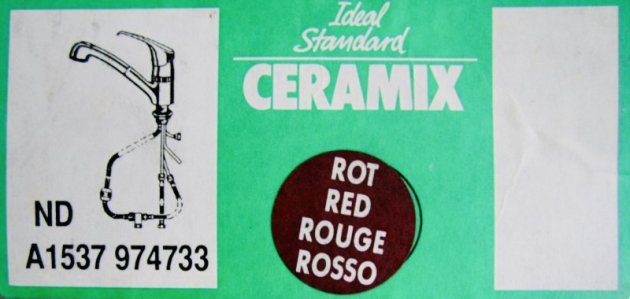 Ideal
Standard
CERAMIX
ND
A1537 974733
ROT
RED
ROUGE
ROSSO